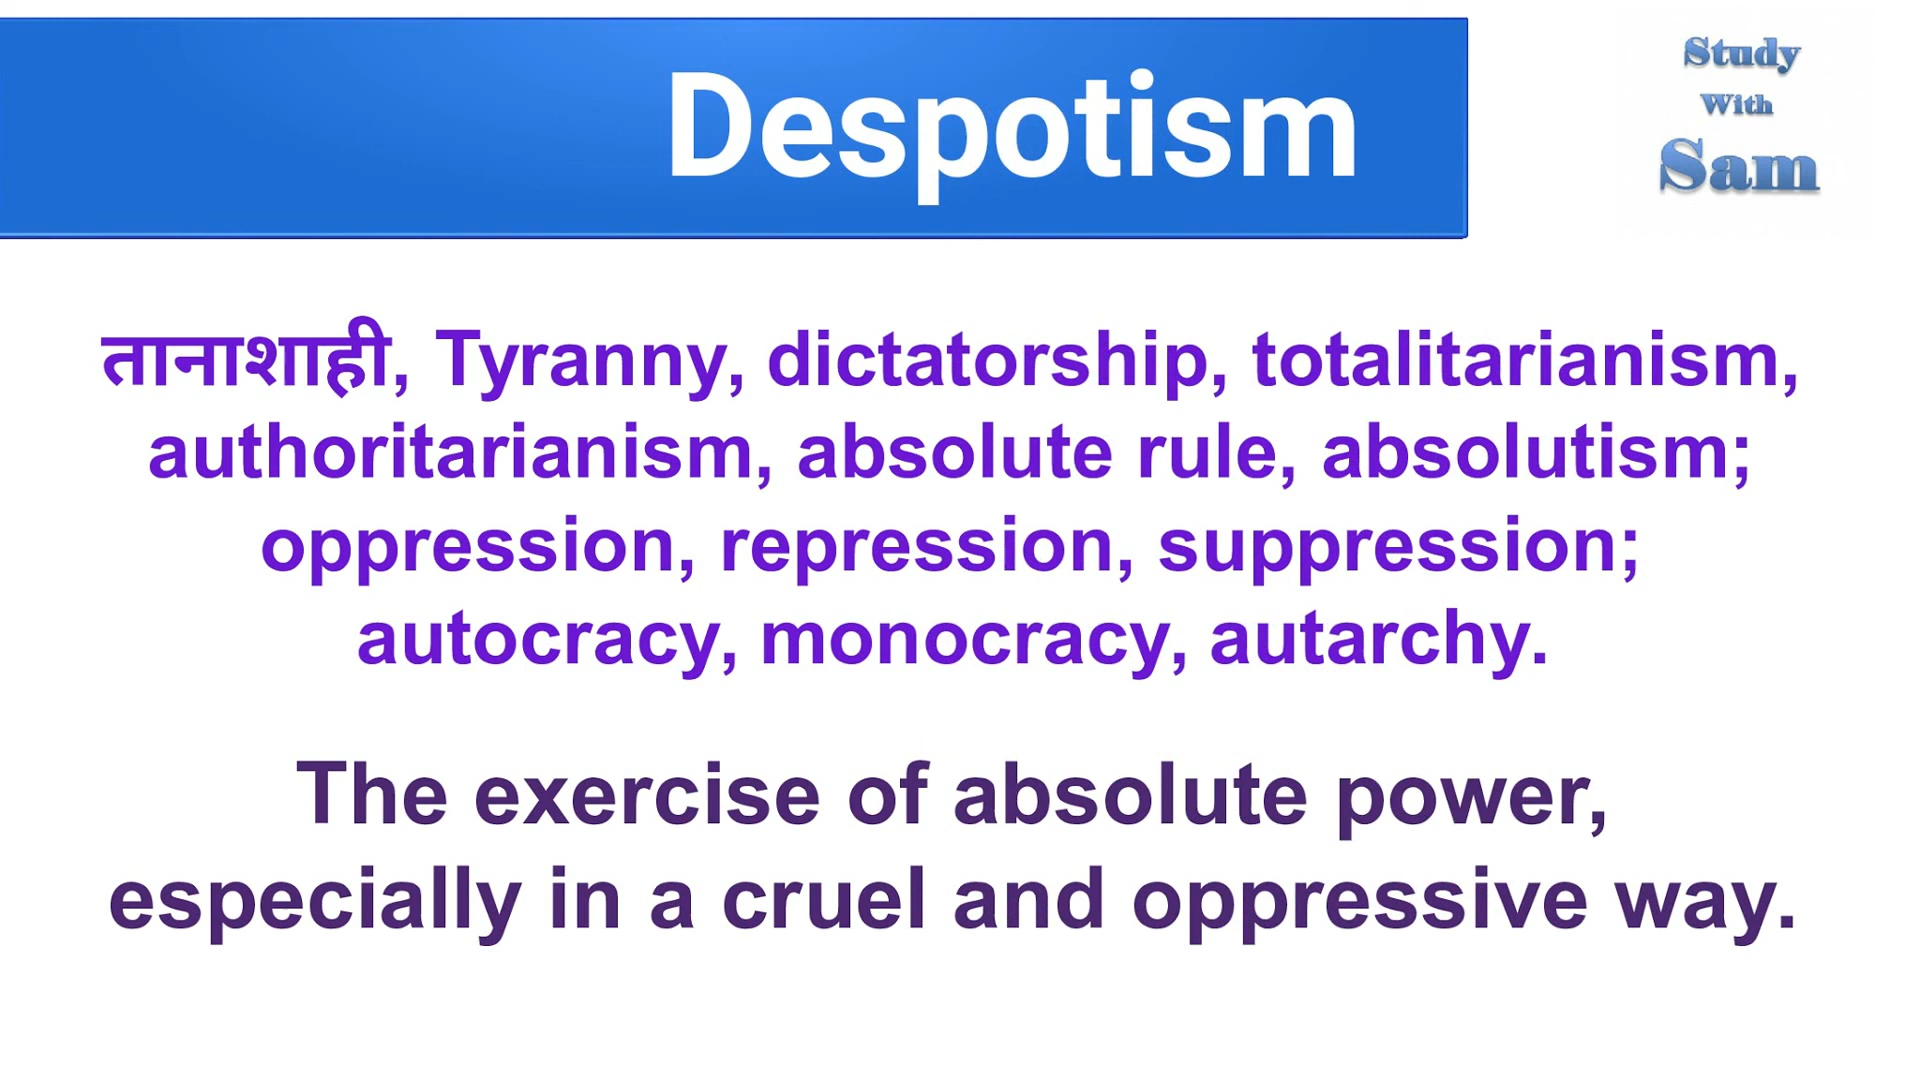 Despotism
Study
With
Sam
तानाशाही, Tyranny, dictatorship, totalitarianism,
authoritarianism, absolute rule, absolutism;
oppression, repression, suppression;
autocracy, monocracy, autarchy.
The exercise of absolute power,
especially in a cruel and oppressive way.